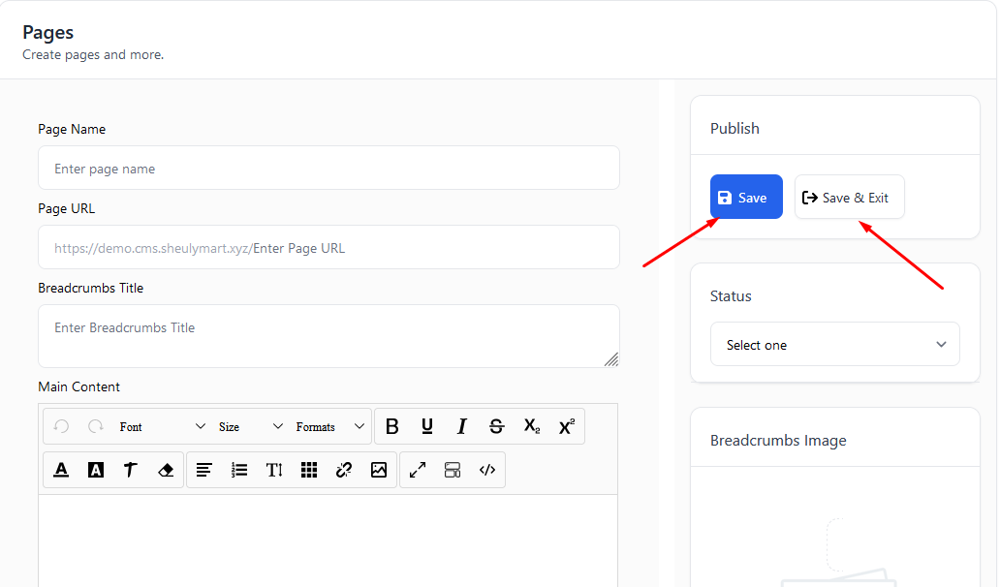 Pages
Create pages and more.
Page Name
Enter page name
Page URL
https://demo.cms.sheulymart.xyz/Enter Page URL
Breadcrumbs Title
Enter Breadcrumbs Title
Main Content
Font Size Formats B U I S X₂ X²
A A T
T
Publish
Save Save & Exit
Status
Select one
Breadcrumbs Image